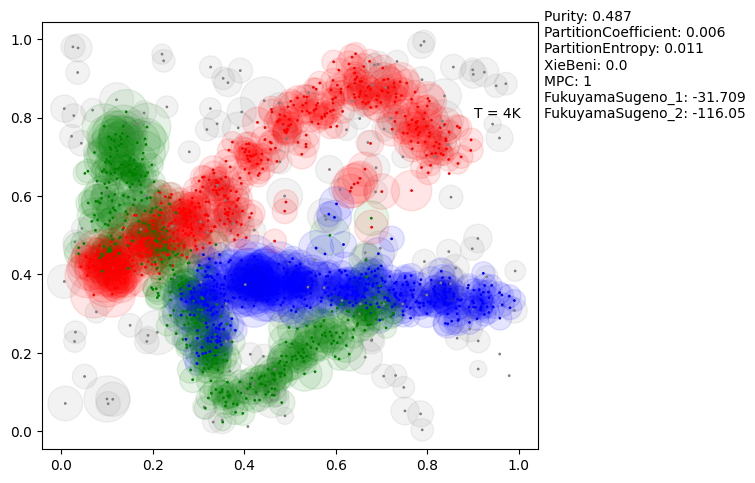 Purity: 0.487
PartitionCoefficient: 0.006
PartitionEntropy: 0.011
XieBeni: 0.0
MPC: 1
FukuyamaSugeno_1: -31.709
FukuyamaSugeno_2: -116.05
T = 4K
1.0
0.8
0.6
0.4
0.2
0.0
0.0 0.2 0.4 0.6 0.8 1.0